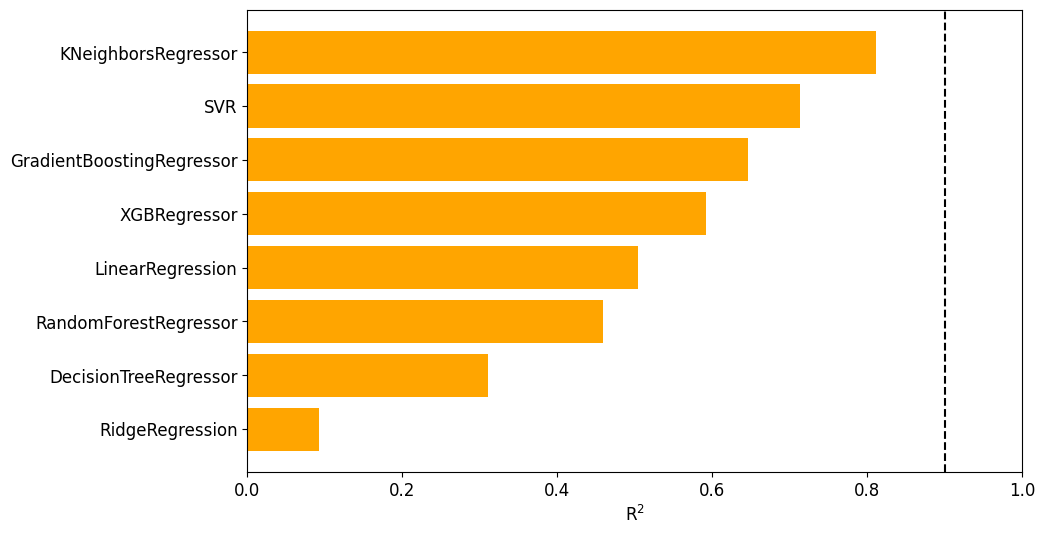 KNeighborsRegressor
SVR
GradientBoostingRegressor
XGBRegressor
LinearRegression
RandomForestRegressor
DecisionTreeRegressor
RidgeRegression
0.0 0.2 0.4 0.6 0.8 1.0
R²